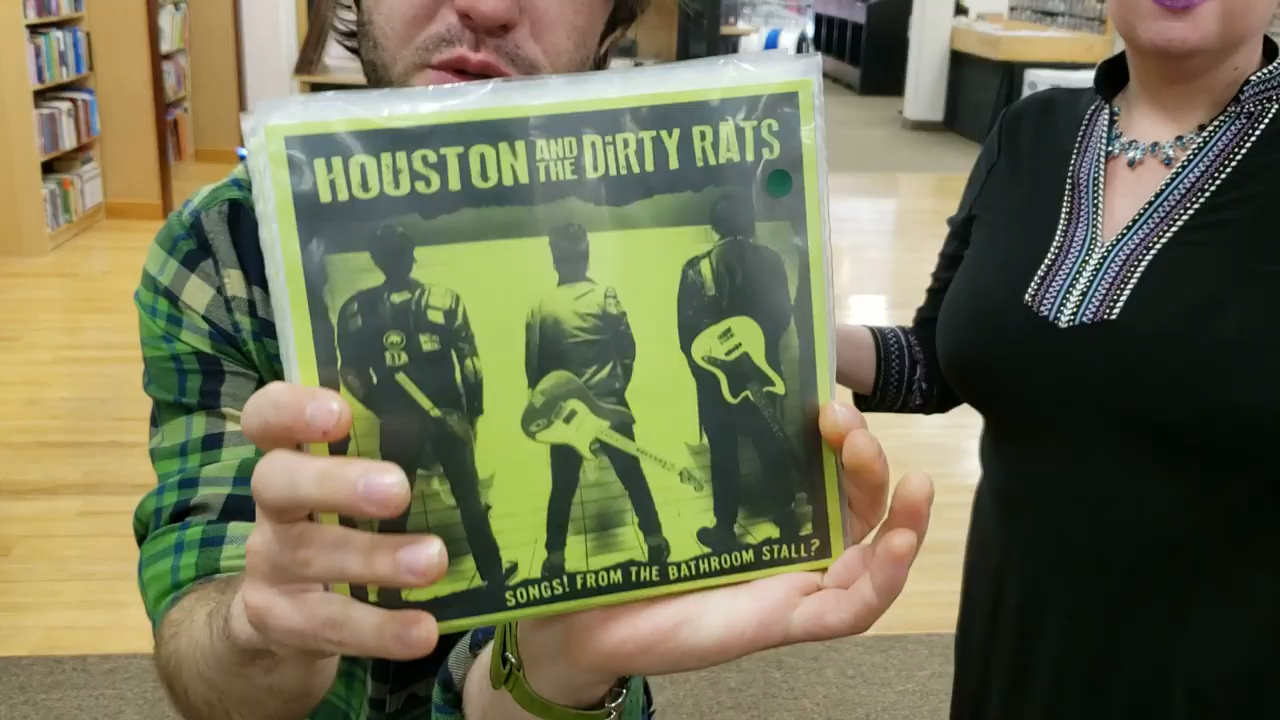 HOUSTON AND THE DiRTY RATS
SONGS! FROM THE BATHROOM STALL?